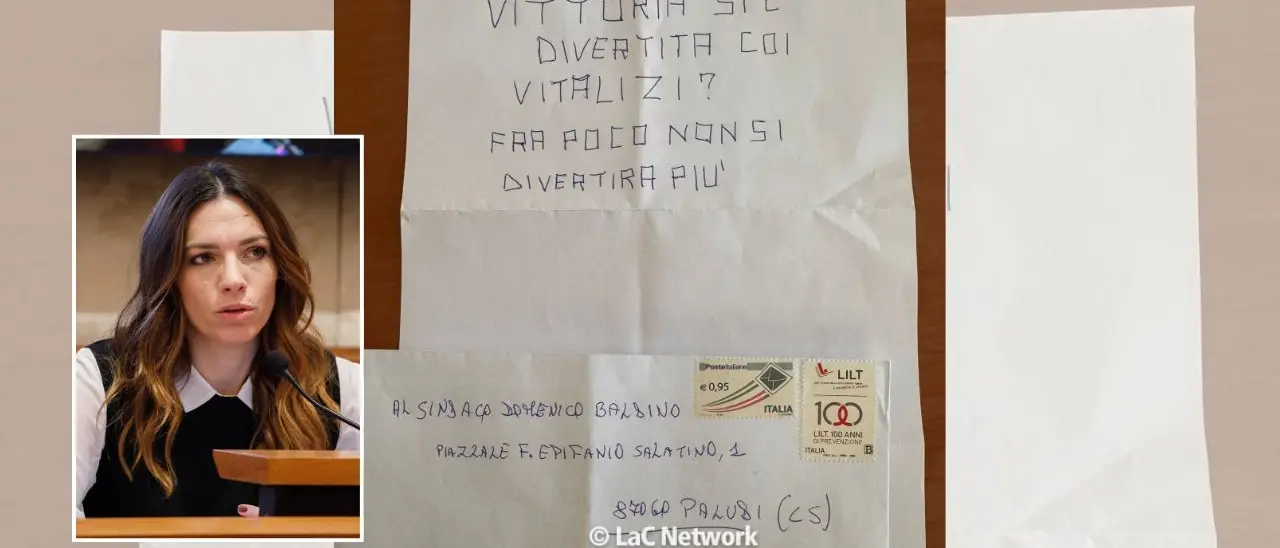 VITTORIA SI È
DIVERTITA COI
VITALIZI?
FRA POCO NON SI
DIVERTIRA PIU'
Posteitaliane
€ 0,95
ITALIA
LILT
100
LILT. 100 ANNI
DI PREVENZIONE
ITALIA
B
AL SINDACO DOMENICO BALDINO
PIAZZALE F. EPIFANIO SALATINO, 1
87060 PALUDI (CS)
© LaC Network